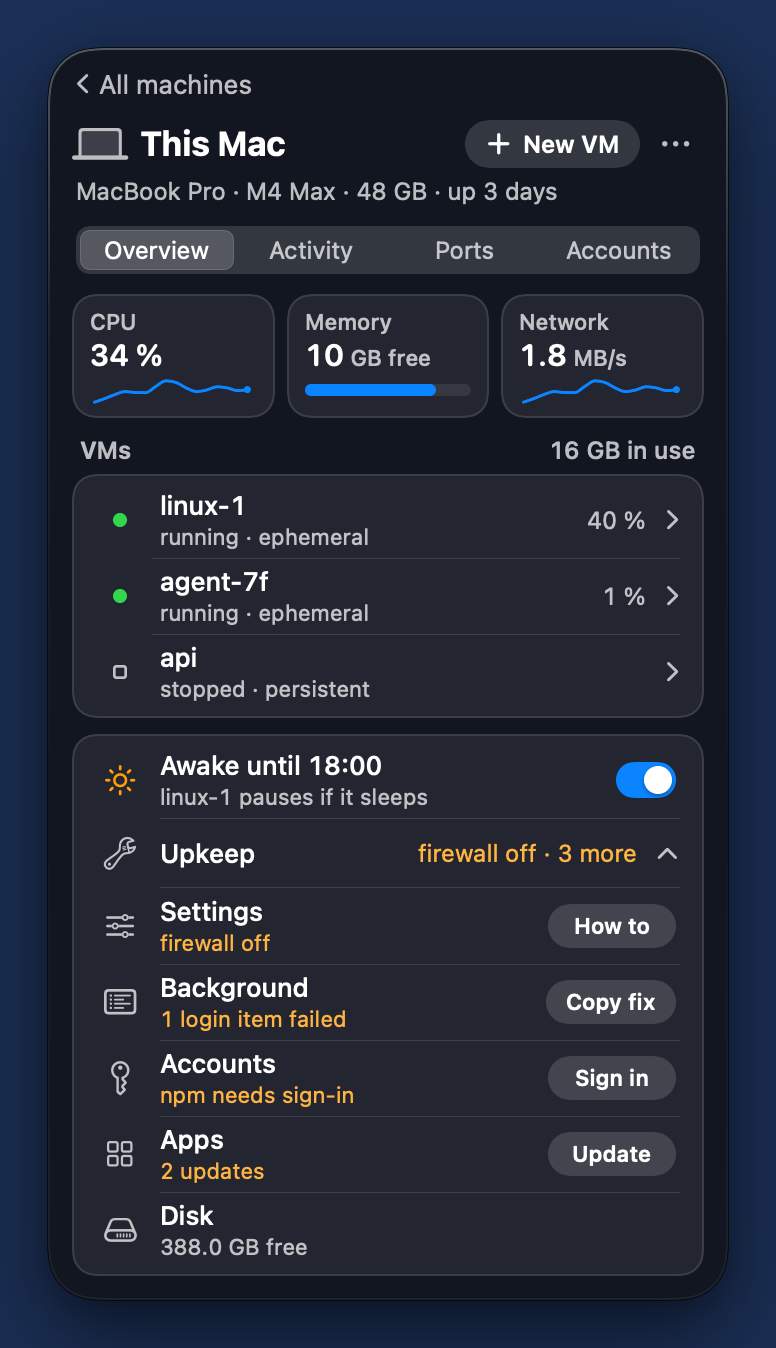 All machines
This Mac
New VM
MacBook Pro · M4 Max · 48 GB · up 3 days
Overview Activity Ports Accounts
CPU
34 %
Memory
10 GB free
Network
1.8 MB/s
VMs 16 GB in use
linux-1
running · ephemeral
40 %
agent-7f
running · ephemeral
1 %
api
stopped · persistent
Awake until 18:00
linux-1 pauses if it sleeps
Upkeep firewall off · 3 more
Settings
firewall off
How to
Background
1 login item failed
Copy fix
Accounts
npm needs sign-in
Sign in
Apps
2 updates
Update
Disk
388.0 GB free